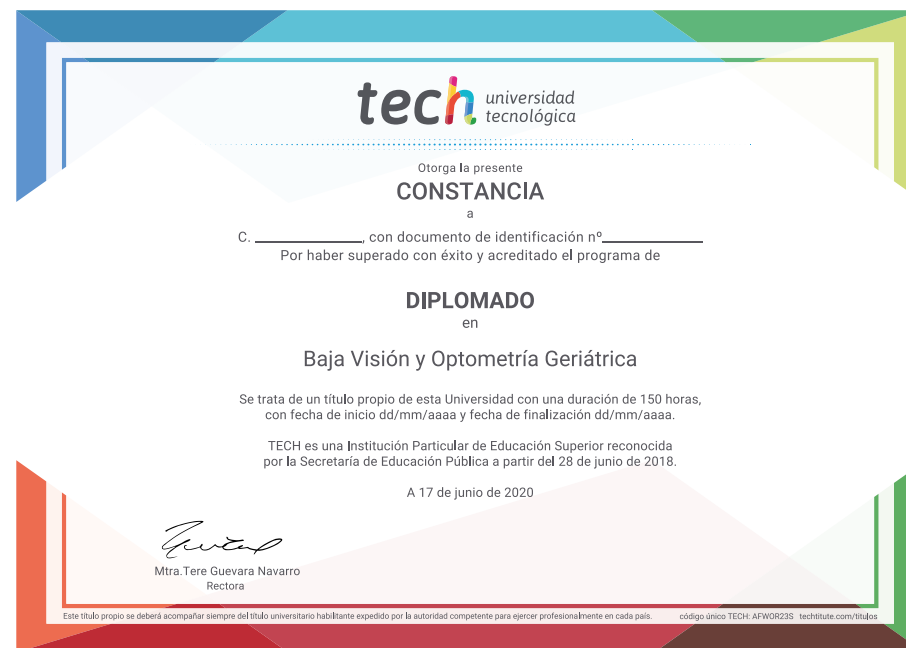 tech universidad
tecnológica
Otorga la presente
CONSTANCIA
a
C. ________________, con documento de identificación nº________________
Por haber superado con éxito y acreditado el programa de
DIPLOMADO
en
Baja Visión y Optometría Geriátrica
Se trata de un título propio de esta Universidad con una duración de 150 horas,
con fecha de inicio dd/mm/aaaa y fecha de finalización dd/mm/aaaa.
TECH es una Institución Particular de Educación Superior reconocida
por la Secretaría de Educación Pública a partir del 28 de junio de 2018.
A 17 de junio de 2020
Mtra.Tere Guevara Navarro
Rectora
Este título propio se deberá acompañar siempre del título universitario habilitante expedido por la autoridad competente para ejercer profesionalmente en cada país. código único TECH: AFWOR23S techtitute.com/titulos